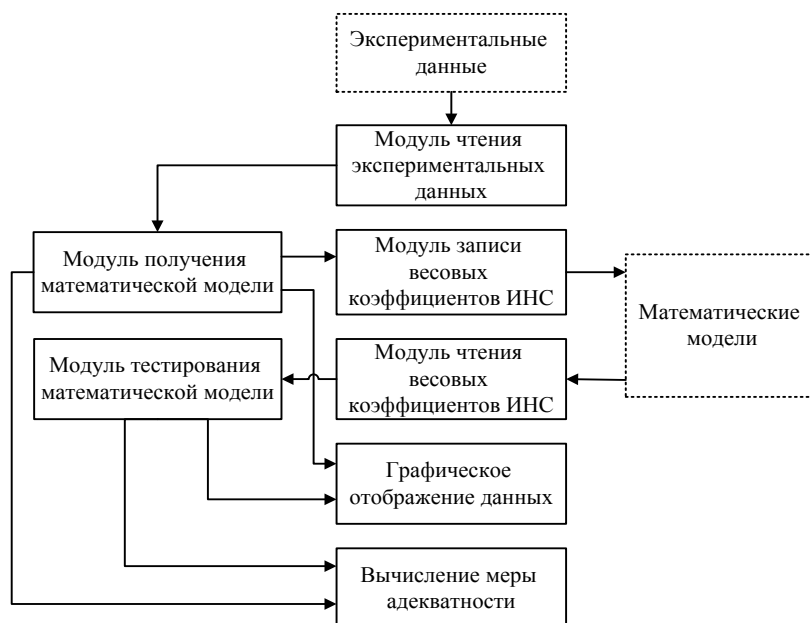 Экспериментальные
данные
Модуль чтения
экспериментальных
данных
Модуль получения
математической модели
Модуль записи
весовых
коэффициентов ИНС
Математические
модели
Модуль тестирования
математической модели
Модуль чтения
весовых
коэффициентов ИНС
Графическое
отображение данных
Вычисление меры
адекватности